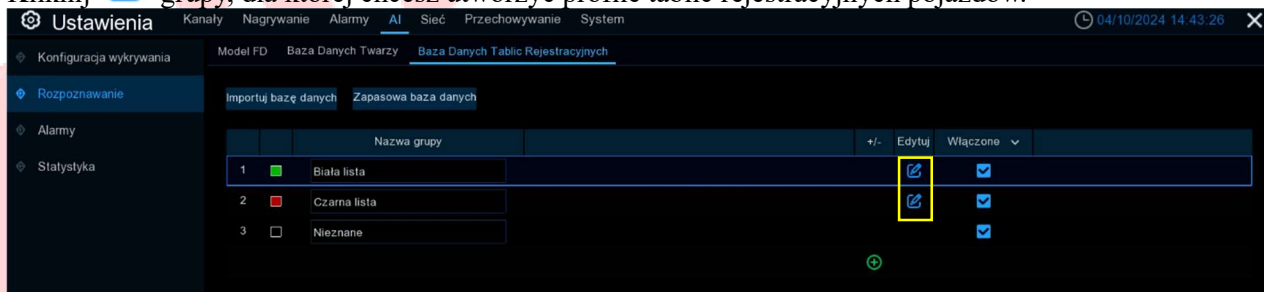 Kliknij grupy, dla której chcesz utworzyć profile tablic rejestracyjnych pojazdów.
Ustawienia Kanały Nagrywanie Alarmy AI Sieć Przechowywanie System 04/10/2024 14:43:26
Konfiguracja wykrywania
Rozpoznawanie
Alarmy
Statystyka
Model FD Baza Danych Twarzy Baza Danych Tablic Rejestracyjnych
Importuj bazę danych Zapasowa baza danych
Nazwa grupy +/- Edytuj Włączone
1 Biała lista
2 Czarna lista
3 Nieznane